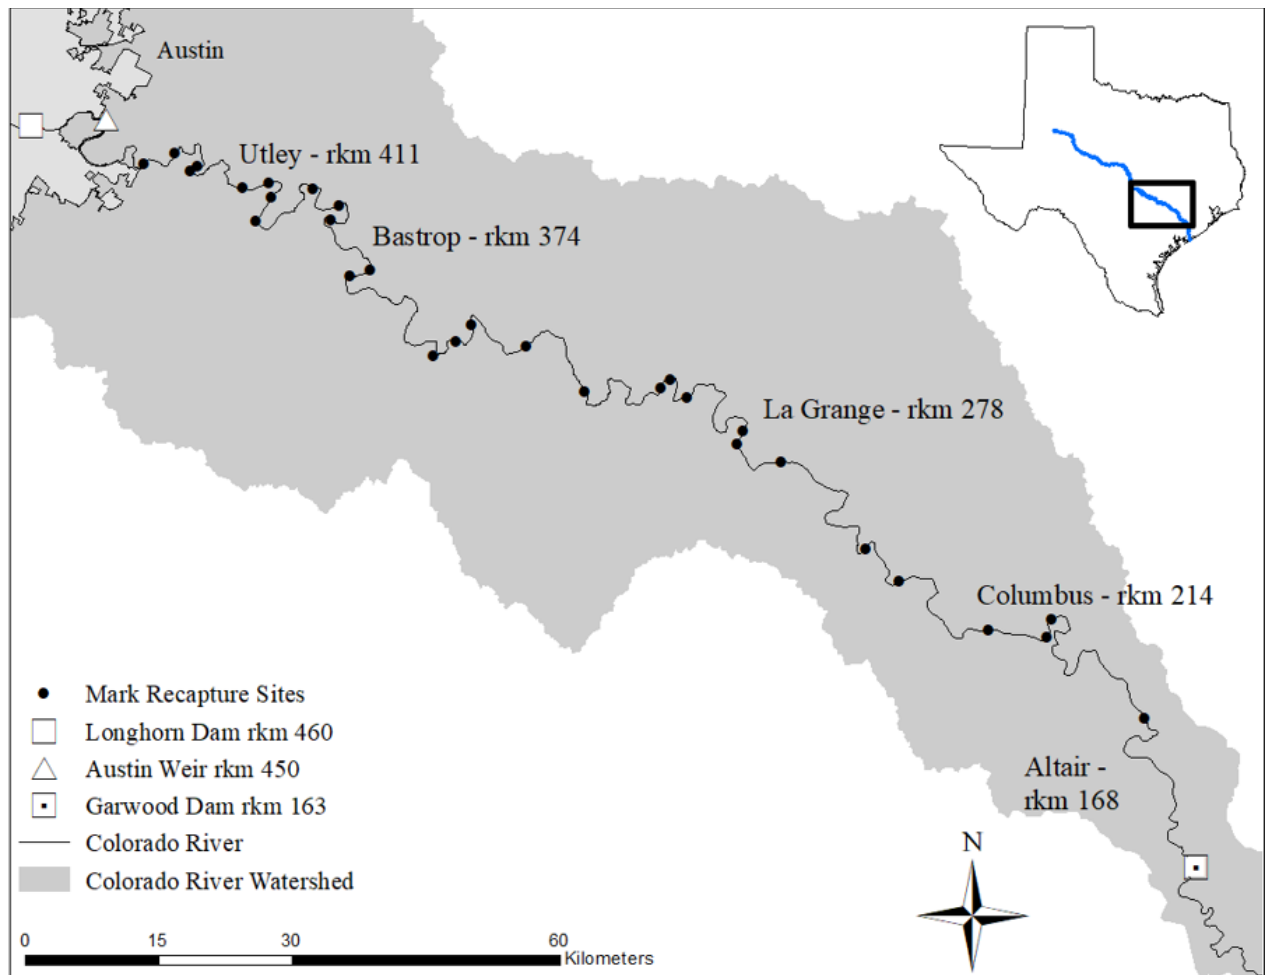 Austin
Utley - rkm 411
Bastrop - rkm 374
La Grange - rkm 278
Columbus - rkm 214
Altair -
rkm 168
Mark Recapture Sites
Longhorn Dam rkm 460
Austin Weir rkm 450
Garwood Dam rkm 163
Colorado River
Colorado River Watershed
N
0 15 30 60
Kilometers